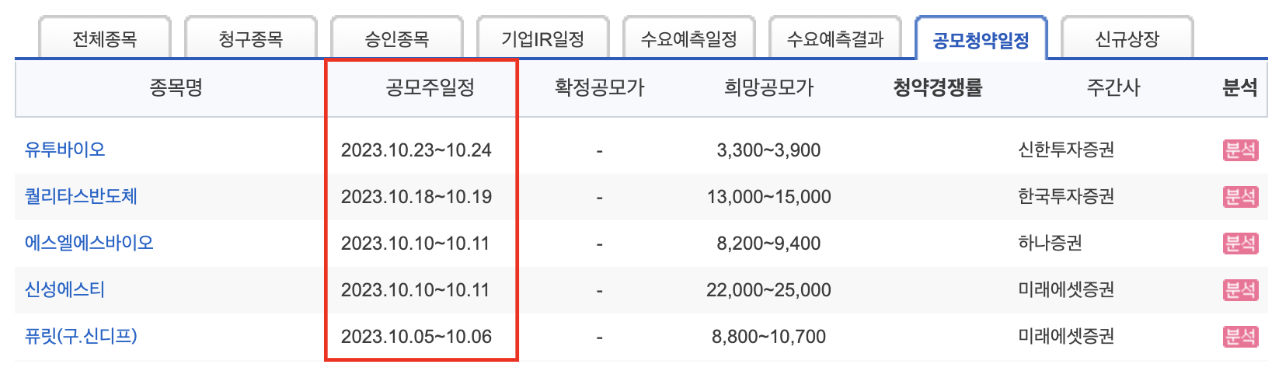 전체종목 청구종목 승인종목 기업IR일정 수요예측일정 수요예측결과 공모청약일정 신규상장
종목명 공모주일정 확정공모가 희망공모가 청약경쟁률 주간사 분석
유투바이오 2023.10.23~10.24 - 3,300~3,900 신한투자증권 분석
퀄리타스반도체 2023.10.18~10.19 - 13,000~15,000 한국투자증권 분석
에스엘에스바이오 2023.10.10~10.11 - 8,200~9,400 하나증권 분석
신성에스티 2023.10.10~10.11 - 22,000~25,000 미래에셋증권 분석
퓨릿(구.신디프) 2023.10.05~10.06 - 8,800~10,700 미래에셋증권 분석